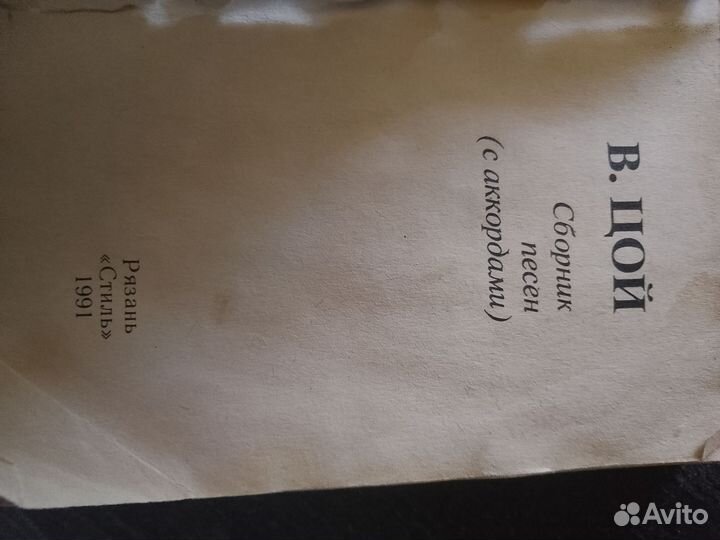 В. ЦОЙ
Сборник
песен
(с аккордами)
Рязань
«Стиль»
1991
Avito